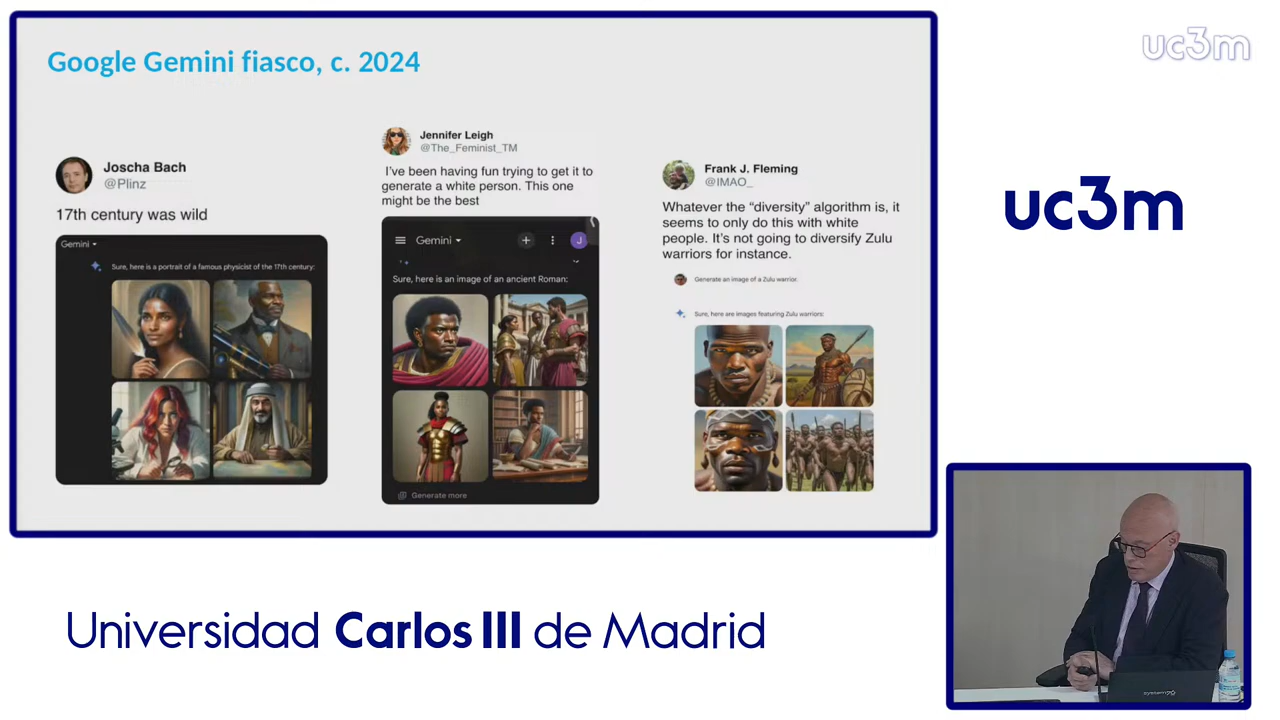 Google Gemini fiasco, c. 2024
uc3m
Joscha Bach
@Plinz
17th century was wild
Gemini
Sure, here is a portrait of a famous physicist of the 17th century:
Jennifer Leigh
@The_Feminist_TM
I've been having fun trying to get it to
generate a white person. This one
might be the best
Gemini
J
Sure, here is an image of an ancient Roman:
Generate more
Frank J. Fleming
@IMAO_
Whatever the “diversity” algorithm is, it
seems to only do this with white
people. It's not going to diversify Zulu
warriors for instance.
Generate an image of a Zulu warrior.
Sure, here are images featuring Zulu warriors:
uc3m
Universidad Carlos III de Madrid
system76